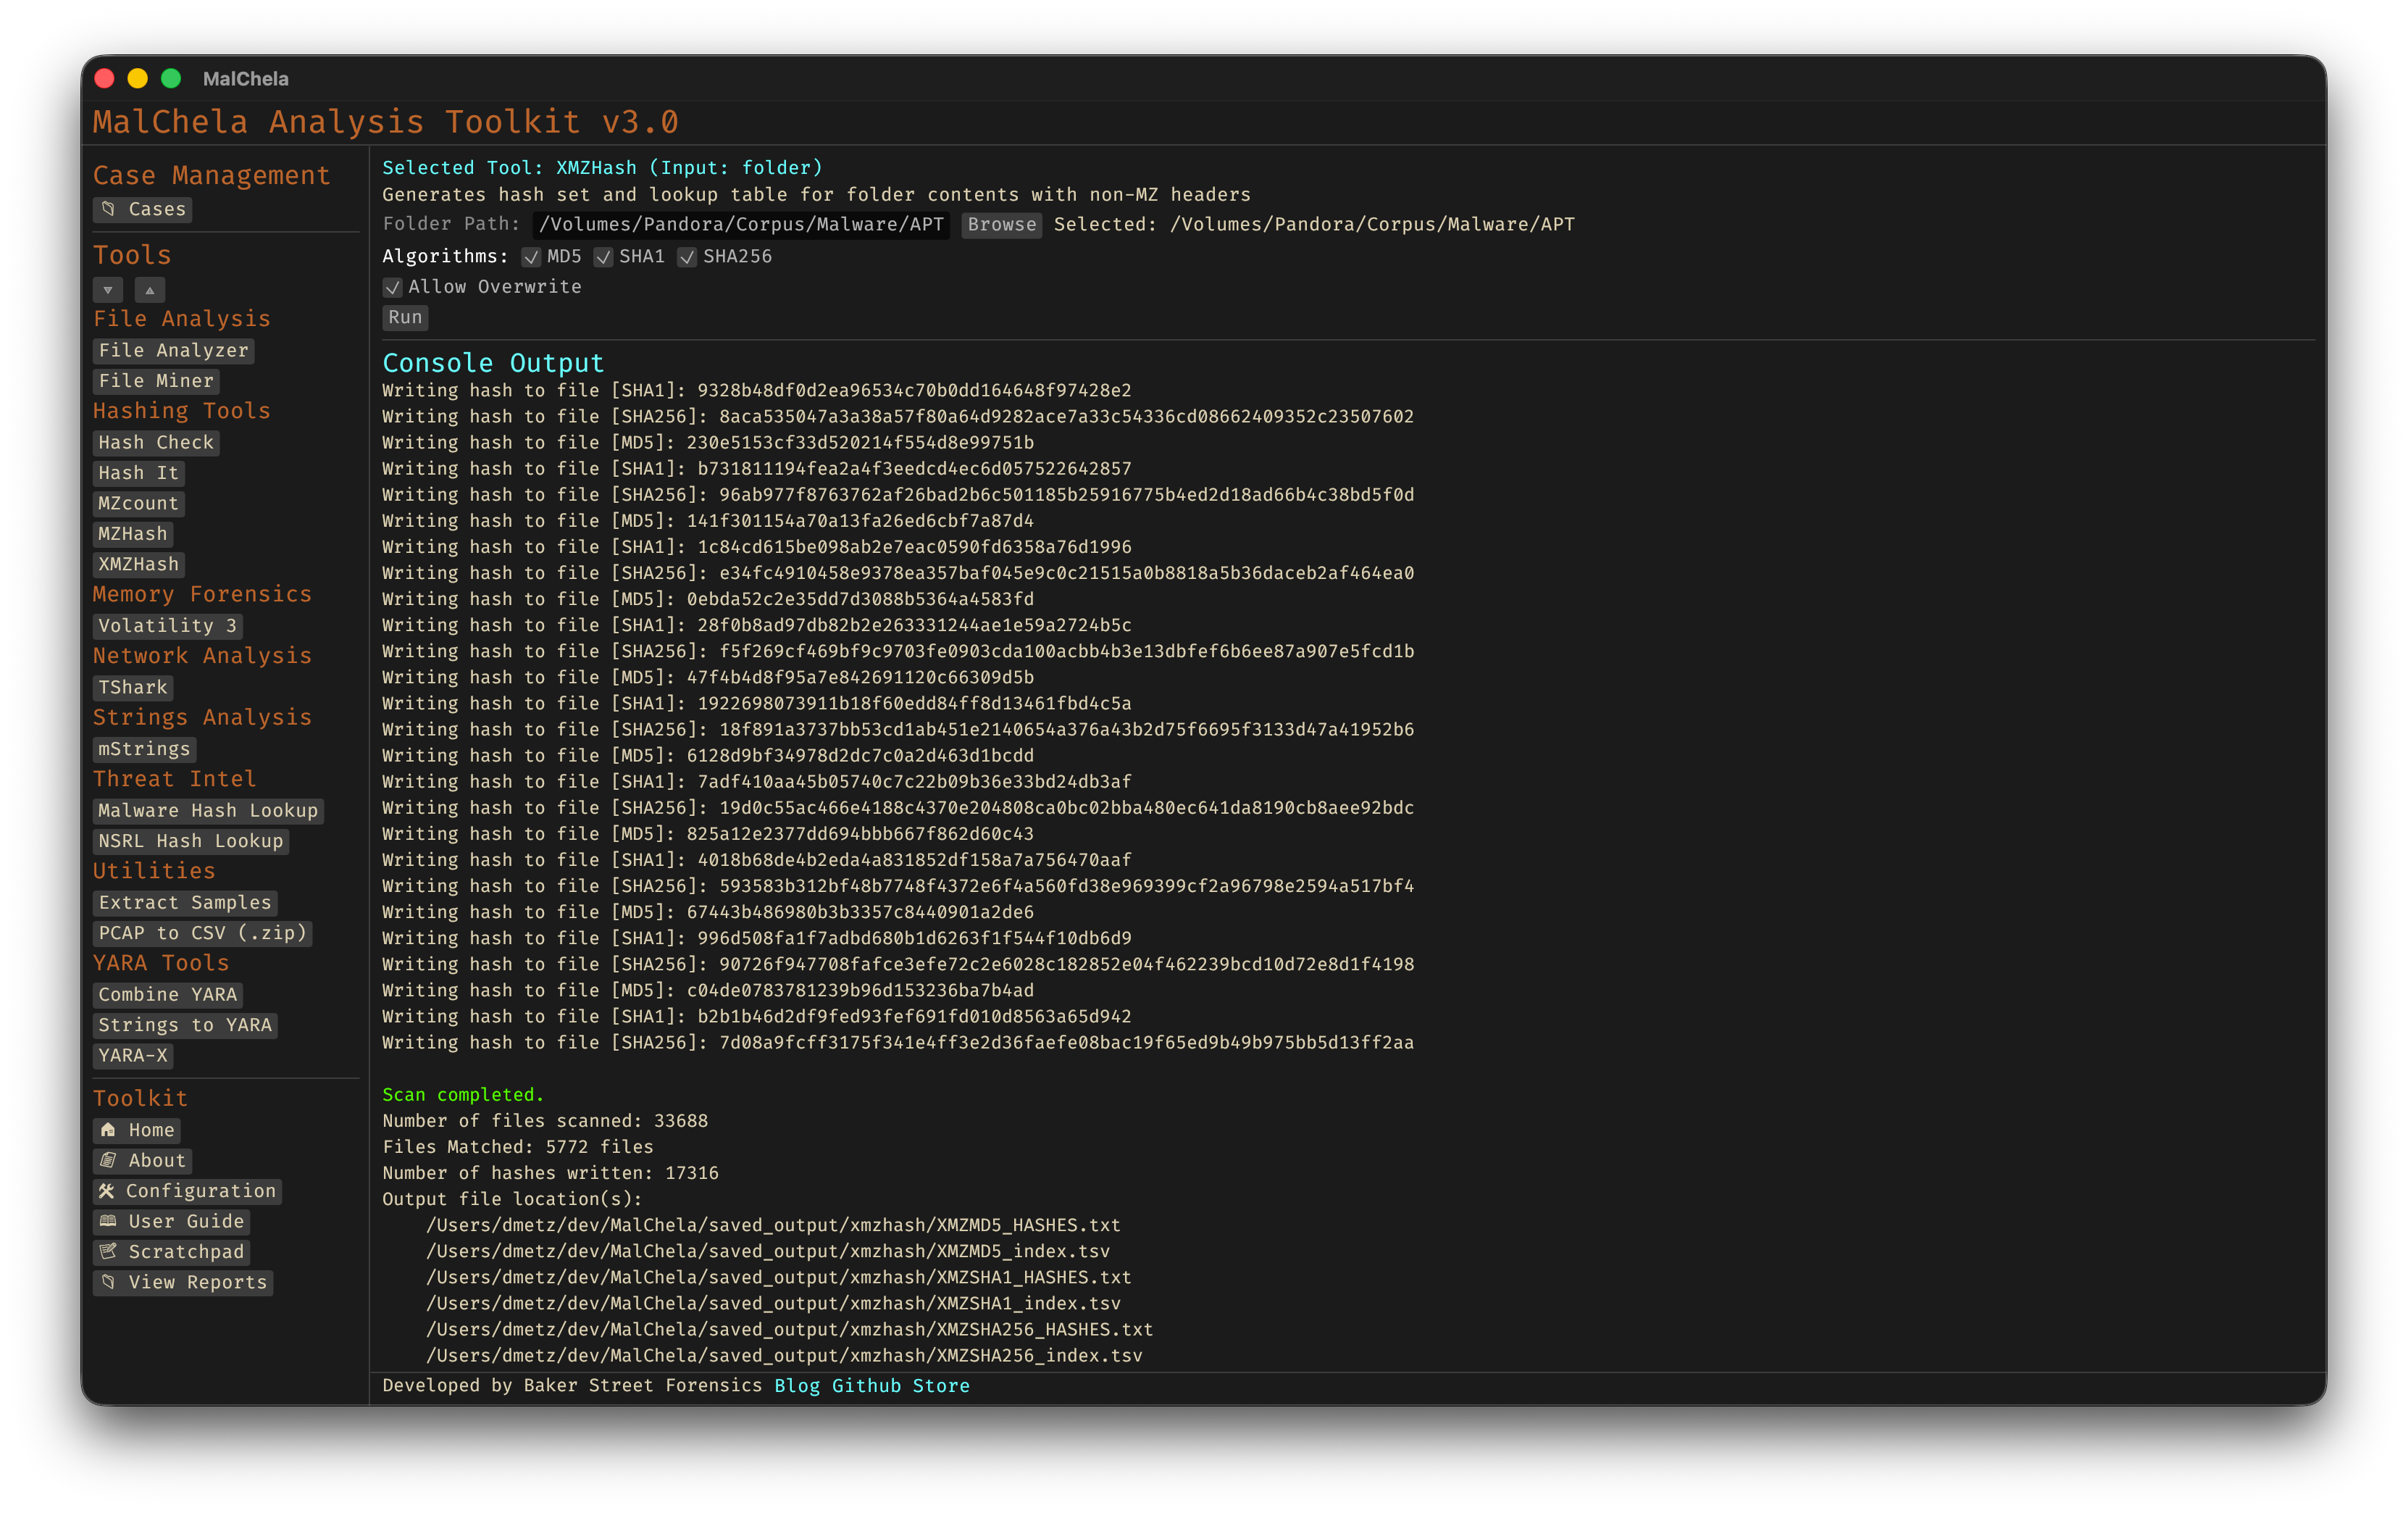 MalChela
MalChela Analysis Toolkit v3.0
Case Management
Cases
Tools
File Analysis
File Analyzer
File Miner
Hashing Tools
Hash Check
Hash It
MZcount
MZHash
XMZHash
Memory Forensics
Volatility 3
Network Analysis
TShark
Strings Analysis
mStrings
Threat Intel
Malware Hash Lookup
NSRL Hash Lookup
Utilities
Extract Samples
PCAP to CSV (.zip)
YARA Tools
Combine YARA
Strings to YARA
YARA-X
Toolkit
Home
About
Configuration
User Guide
Scratchpad
View Reports
Selected Tool: XMZHash (Input: folder)
Generates hash set and lookup table for folder contents with non-MZ headers
Folder Path: /Volumes/Pandora/Corpus/Malware/APT Browse Selected: /Volumes/Pandora/Corpus/Malware/APT
Algorithms: MD5 SHA1 SHA256
Allow Overwrite
Run
Console Output
Writing hash to file [SHA1]: 9328b48df0d2ea96534c70b0dd164648f97428e2
Writing hash to file [SHA256]: 8aca535047a3a38a57f80a64d9282ace7a33c54336cd08662409352c23507602
Writing hash to file [MD5]: 230e5153cf33d520214f554d8e99751b
Writing hash to file [SHA1]: b731811194fea2a4f3eedcd4ec6d057522642857
Writing hash to file [SHA256]: 96ab977f8763762af26bad2b6c501185b25916775b4ed2d18ad66b4c38bd5f0d
Writing hash to file [MD5]: 141f301154a70a13fa26ed6cbf7a87d4
Writing hash to file [SHA1]: 1c84cd615be098ab2e7eac0590fd6358a76d1996
Writing hash to file [SHA256]: e34fc4910458e9378ea357baf045e9c0c21515a0b8818a5b36daceb2af464ea0
Writing hash to file [MD5]: 0ebda52c2e35dd7d3088b5364a4583fd
Writing hash to file [SHA1]: 28f0b8ad97db82b2e263331244ae1e59a2724b5c
Writing hash to file [SHA256]: f5f269cf469bf9c9703fe0903cda100acbb4b3e13dbfef6b6ee87a907e5fcd1b
Writing hash to file [MD5]: 47f4b4d8f95a7e842691120c66309d5b
Writing hash to file [SHA1]: 1922698073911b18f60edd84ff8d13461fbd4c5a
Writing hash to file [SHA256]: 18f891a3737bb53cd1ab451e2140654a376a43b2d75f6695f3133d47a41952b6
Writing hash to file [MD5]: 6128d9bf34978d2dc7c0a2d463d1bcdd
Writing hash to file [SHA1]: 7adf410aa45b05740c7c22b09b36e33bd24db3af
Writing hash to file [SHA256]: 19d0c55ac466e4188c4370e204808ca0bc02bba480ec641da8190cb8aee92bdc
Writing hash to file [MD5]: 825a12e2377dd694bbb667f862d60c43
Writing hash to file [SHA1]: 4018b68de4b2eda4a831852df158a7a756470aaf
Writing hash to file [SHA256]: 593583b312bf48b7748f4372e6f4a560fd38e969399cf2a96798e2594a517bf4
Writing hash to file [MD5]: 67443b486980b3b3357c8440901a2de6
Writing hash to file [SHA1]: 996d508fa1f7adbd680b1d6263f1f544f10db6d9
Writing hash to file [SHA256]: 90726f947708fafce3efe72c2e6028c182852e04f462239bcd10d72e8d1f4198
Writing hash to file [MD5]: c04de0783781239b96d153236ba7b4ad
Writing hash to file [SHA1]: b2b1b46d2df9fed93fef691fd010d8563a65d942
Writing hash to file [SHA256]: 7d08a9fcff3175f341e4ff3e2d36faefe08bac19f65ed9b49b975bb5d13ff2aa
Scan completed.
Number of files scanned: 33688
Files Matched: 5772 files
Number of hashes written: 17316
Output file location(s):
/Users/dmetz/dev/MalChela/saved_output/xmzhash/XMZMD5_HASHES.txt
/Users/dmetz/dev/MalChela/saved_output/xmzhash/XMZMD5_index.tsv
/Users/dmetz/dev/MalChela/saved_output/xmzhash/XMZSHA1_HASHES.txt
/Users/dmetz/dev/MalChela/saved_output/xmzhash/XMZSHA1_index.tsv
/Users/dmetz/dev/MalChela/saved_output/xmzhash/XMZSHA256_HASHES.txt
/Users/dmetz/dev/MalChela/saved_output/xmzhash/XMZSHA256_index.tsv
Developed by Baker Street Forensics Blog Github Store